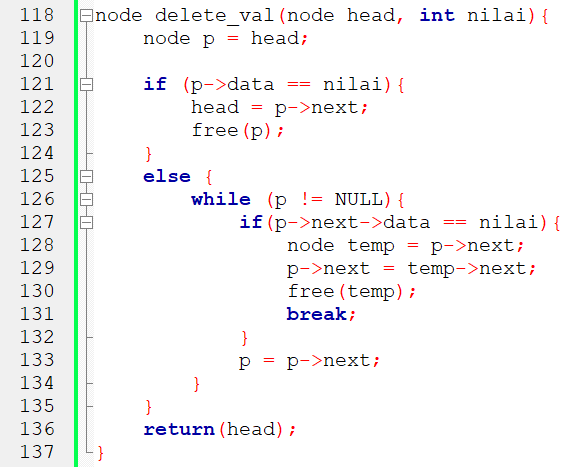 118 node delete_val(node head, int nilai){
119     node p = head;
120
121     if (p->data == nilai){
122         head = p->next;
123         free(p);
124     }
125     else {
126         while (p != NULL){
127             if(p->next->data == nilai){
128                 node temp = p->next;
129                 p->next = temp->next;
130                 free(temp);
131                 break;
132             }
133             p = p->next;
134         }
135     }
136     return(head);
137 }